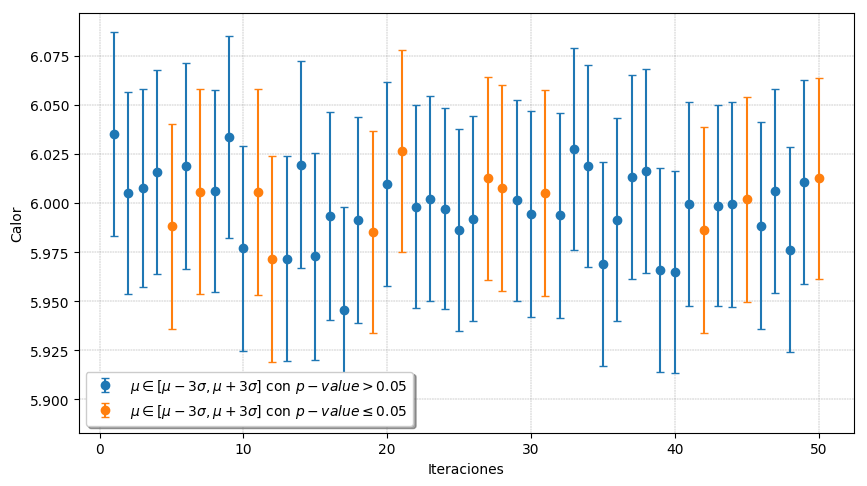 6.075
6.050
6.025
6.000
5.975
5.950
5.925
5.900
Calor
μ ∈ [μ − 3σ, μ + 3σ] con p − value > 0.05
μ ∈ [μ − 3σ, μ + 3σ] con p − value ≤ 0.05
0 10 20 30 40 50
Iteraciones